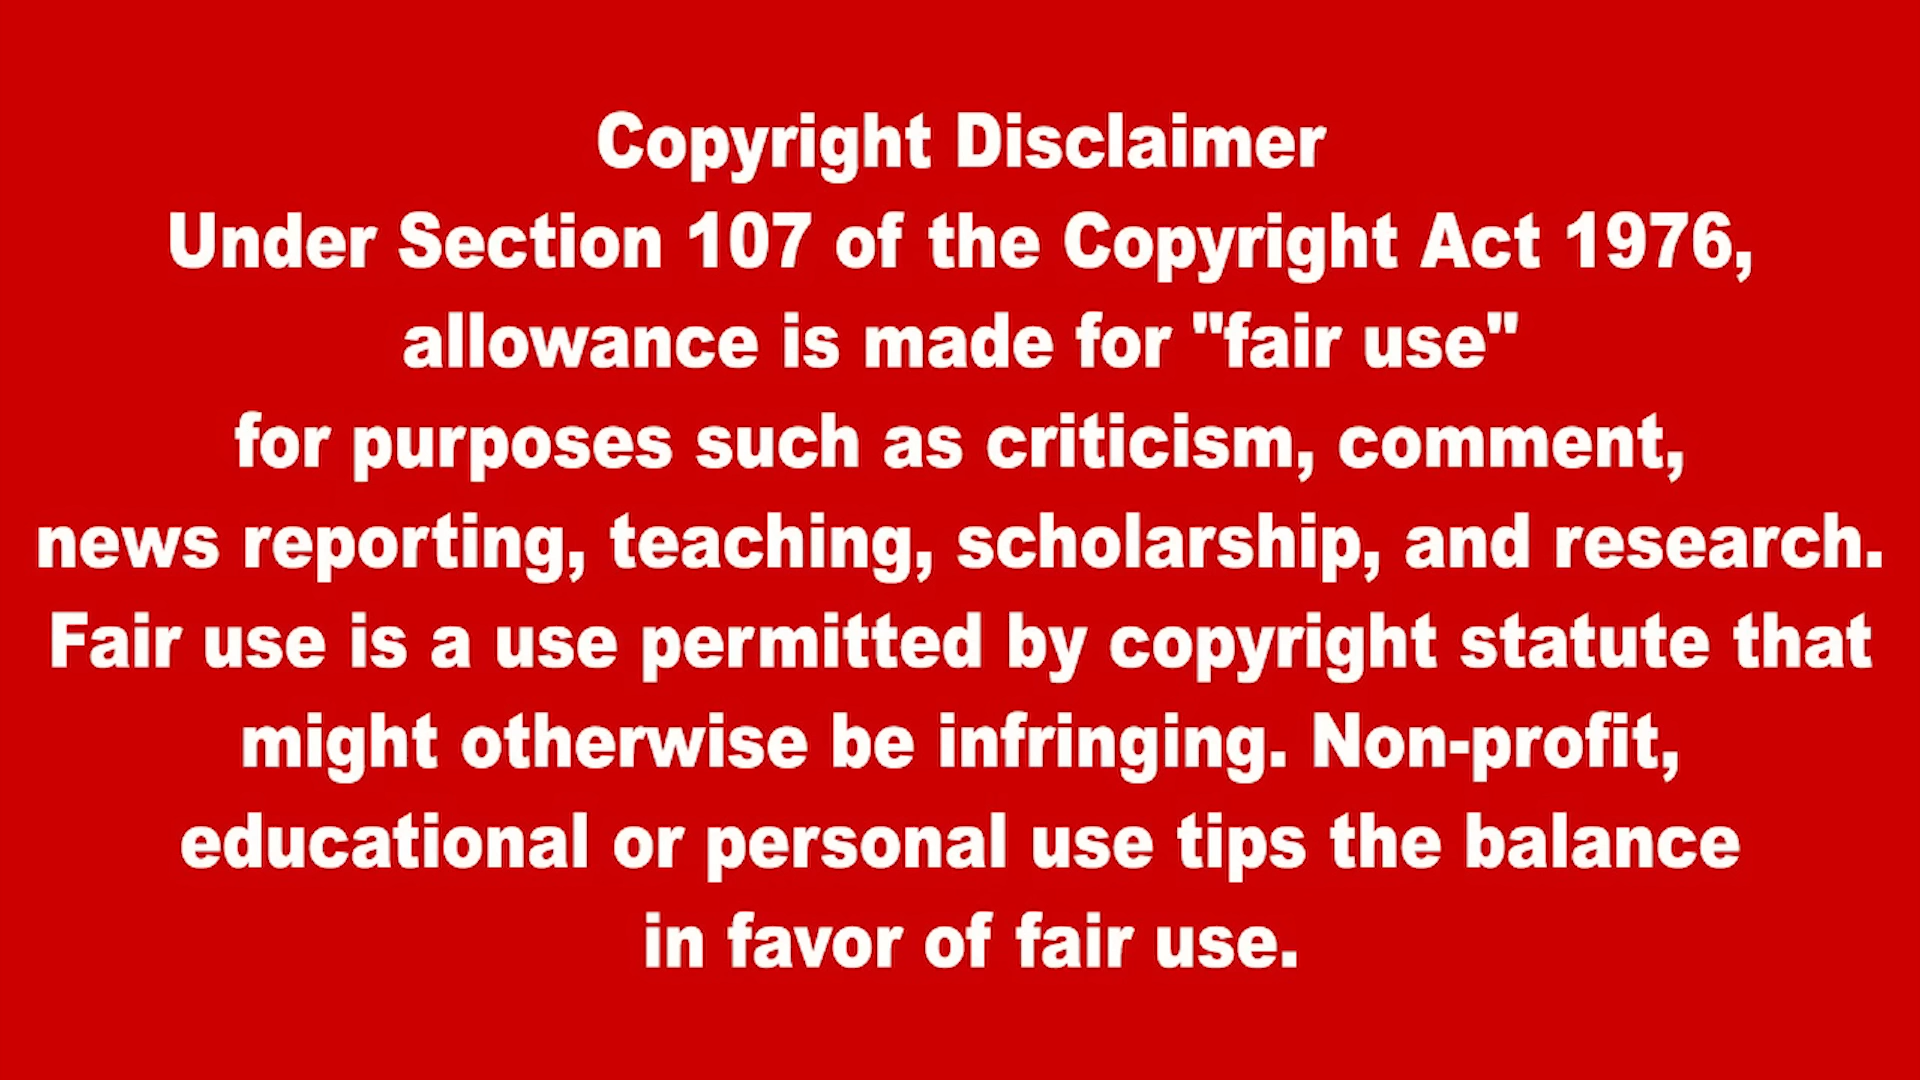 Copyright Disclaimer
Under Section 107 of the Copyright Act 1976,
allowance is made for "fair use"
for purposes such as criticism, comment,
news reporting, teaching, scholarship, and research.
Fair use is a use permitted by copyright statute that
might otherwise be infringing. Non-profit,
educational or personal use tips the balance
in favor of fair use.